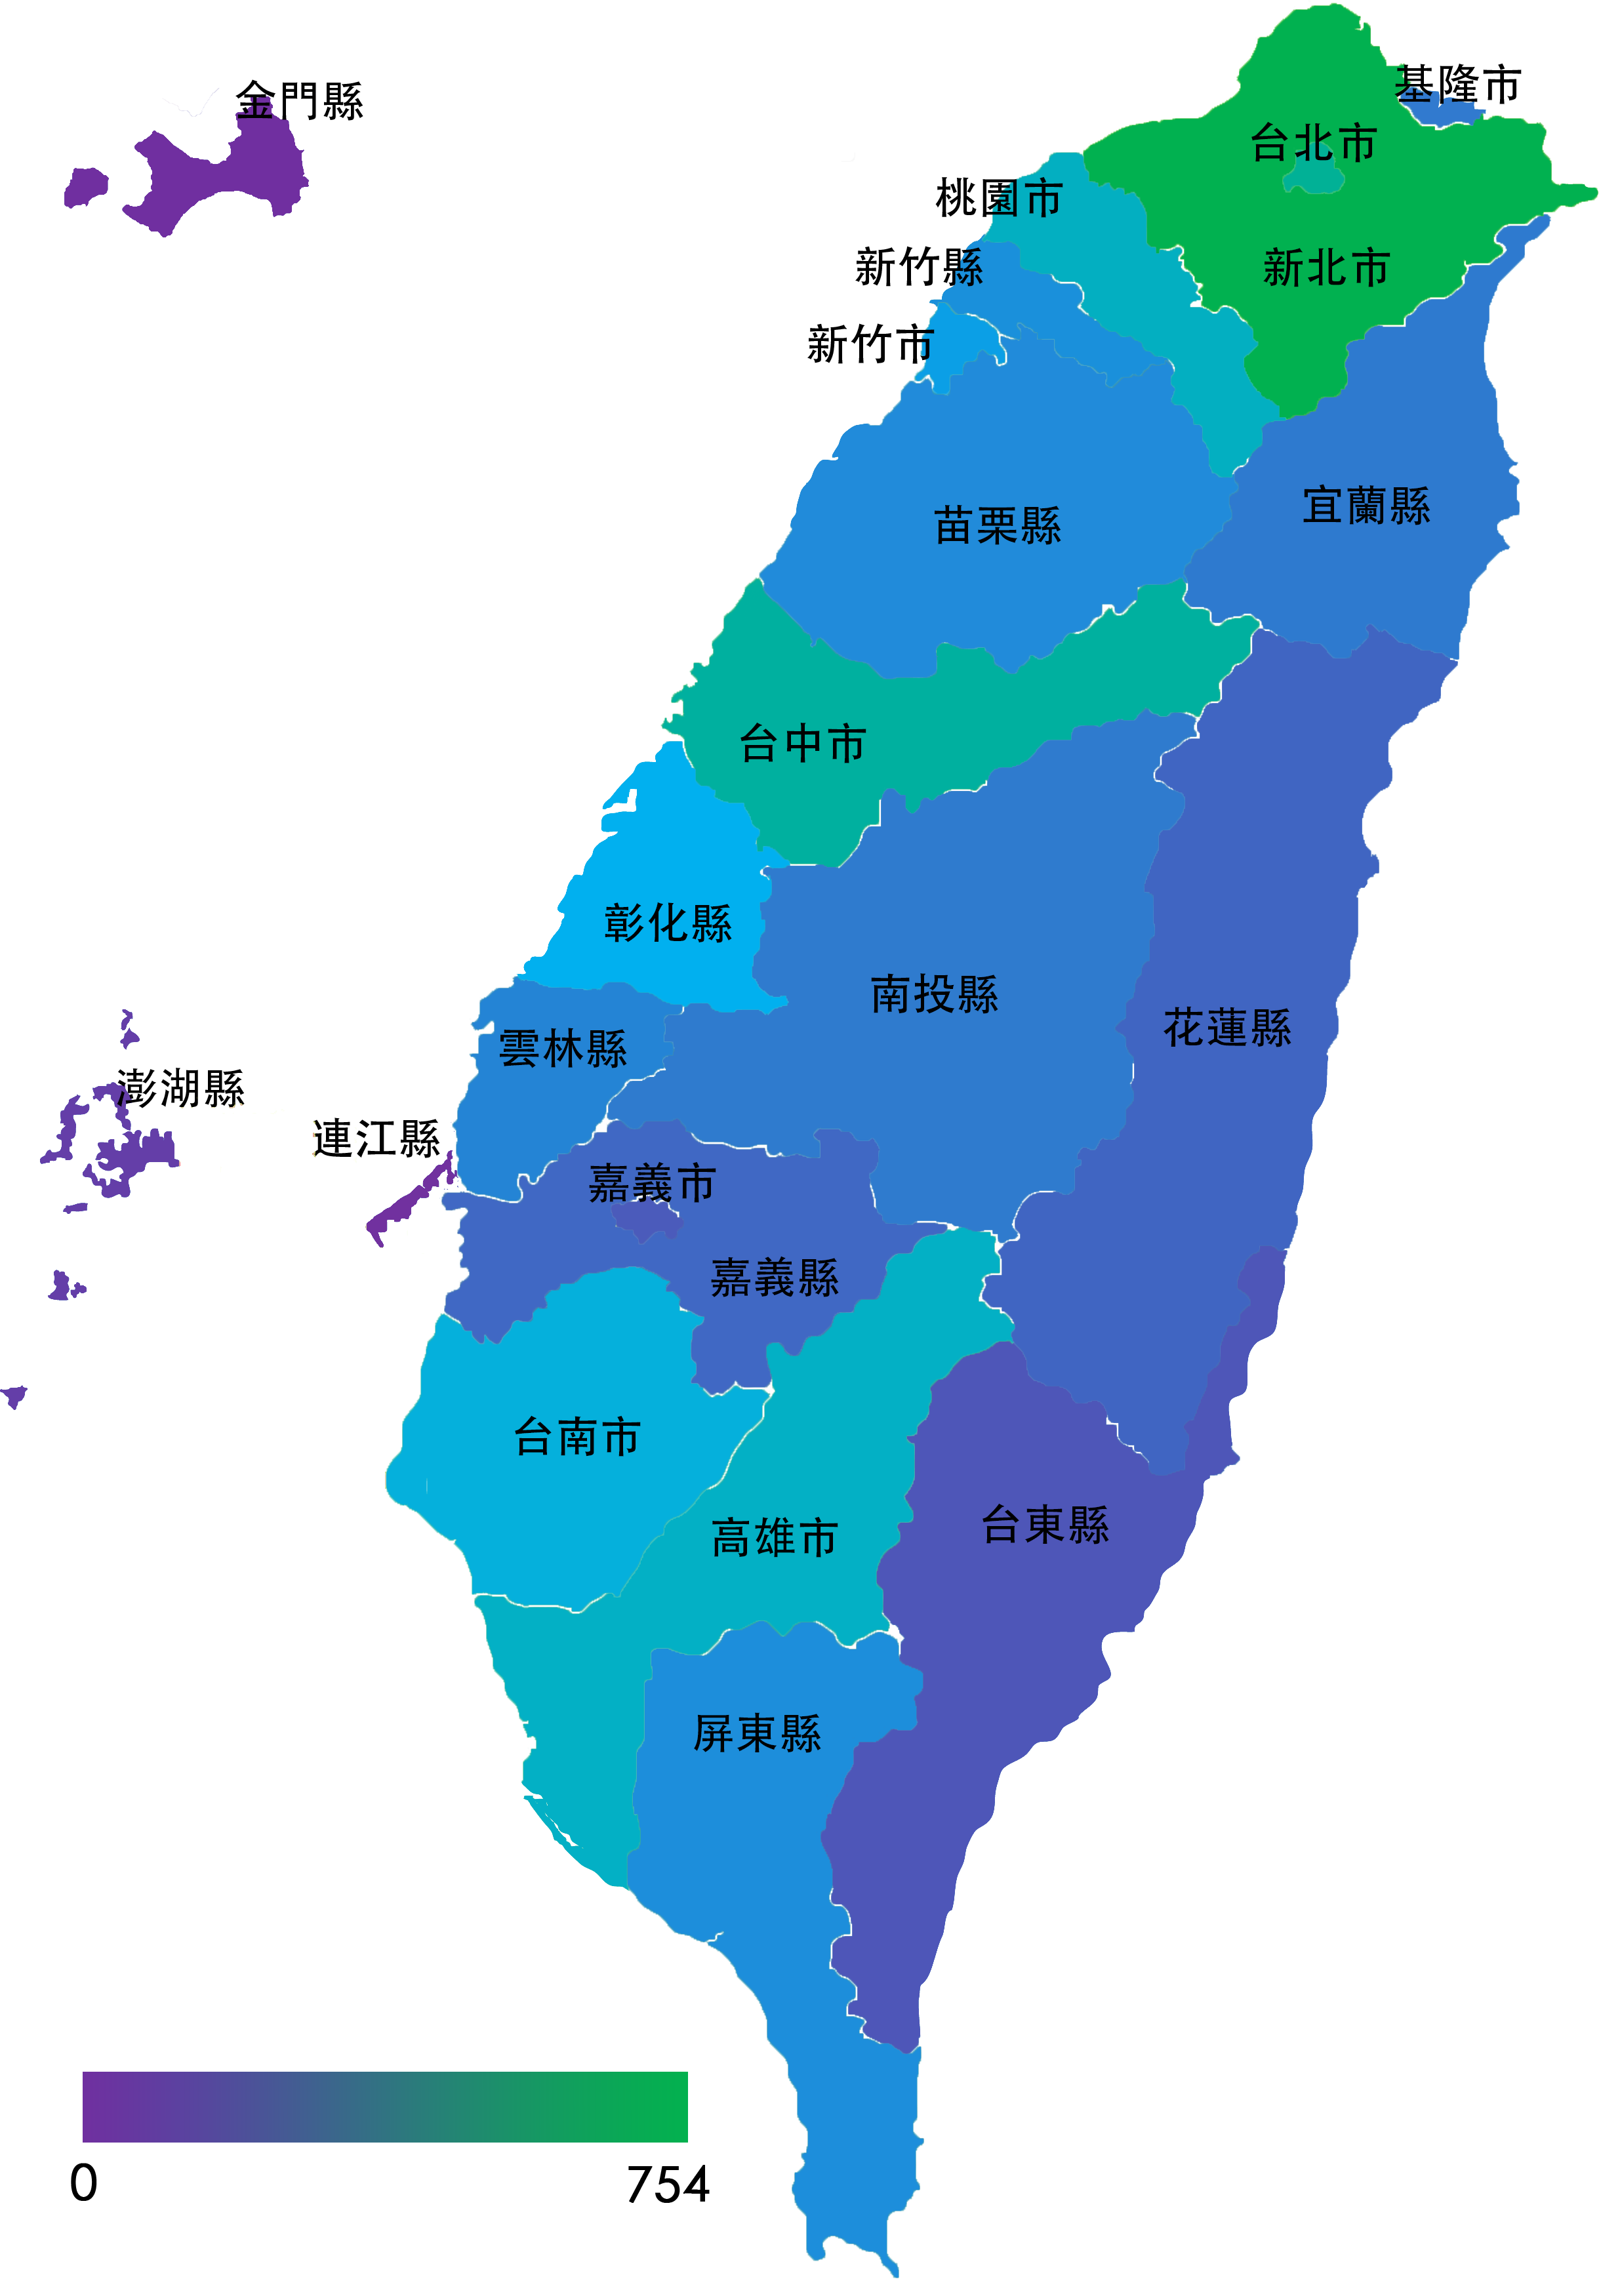 金門縣
基隆市
台北市
桃園市
新北市
新竹縣
新竹市
苗栗縣
宜蘭縣
台中市
彰化縣
南投縣
花蓮縣
雲林縣
澎湖縣
連江縣
嘉義市
嘉義縣
台南市
高雄市
台東縣
屏東縣
0 754